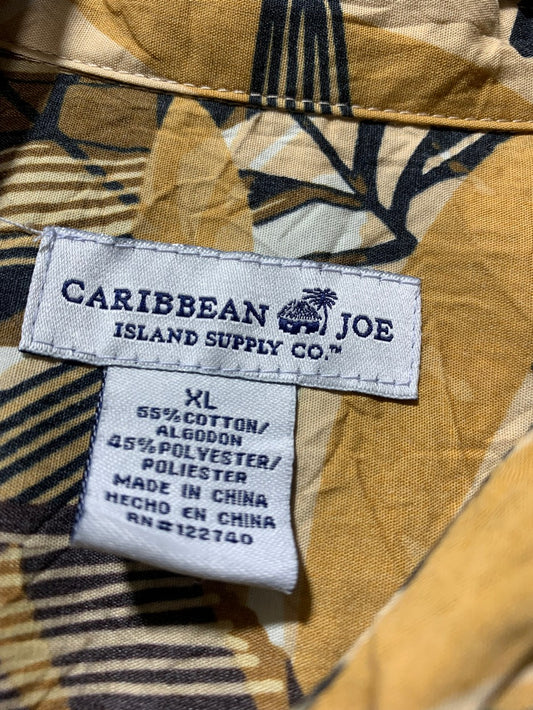 CARIBBEAN JOE
ISLAND SUPPLY CO.™
XL
55% COTTON/
ALGODON
45% POLYESTER/
POLIESTER
MADE IN CHINA
HECHO EN CHINA
RN#122740